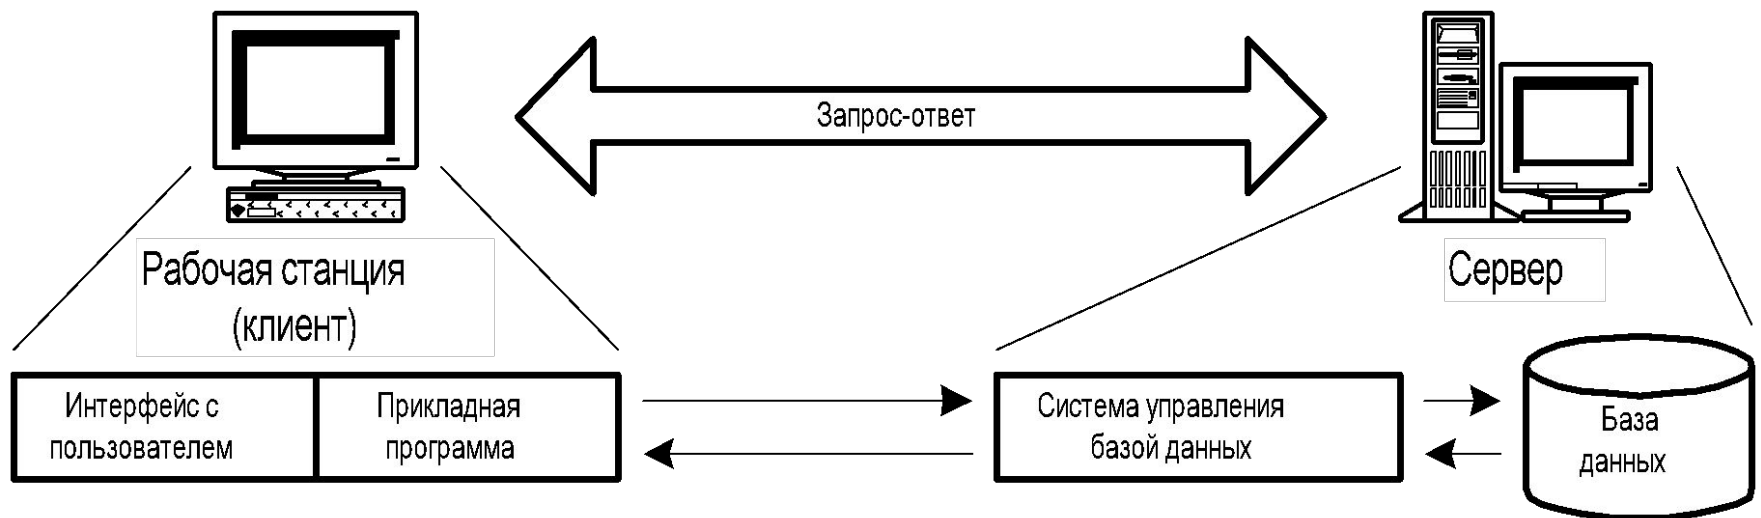 Запрос-ответ
Рабочая станция
(клиент)
Сервер
Интерфейс с
пользователем
Прикладная
программа
Система управления
базой данных
База
данных